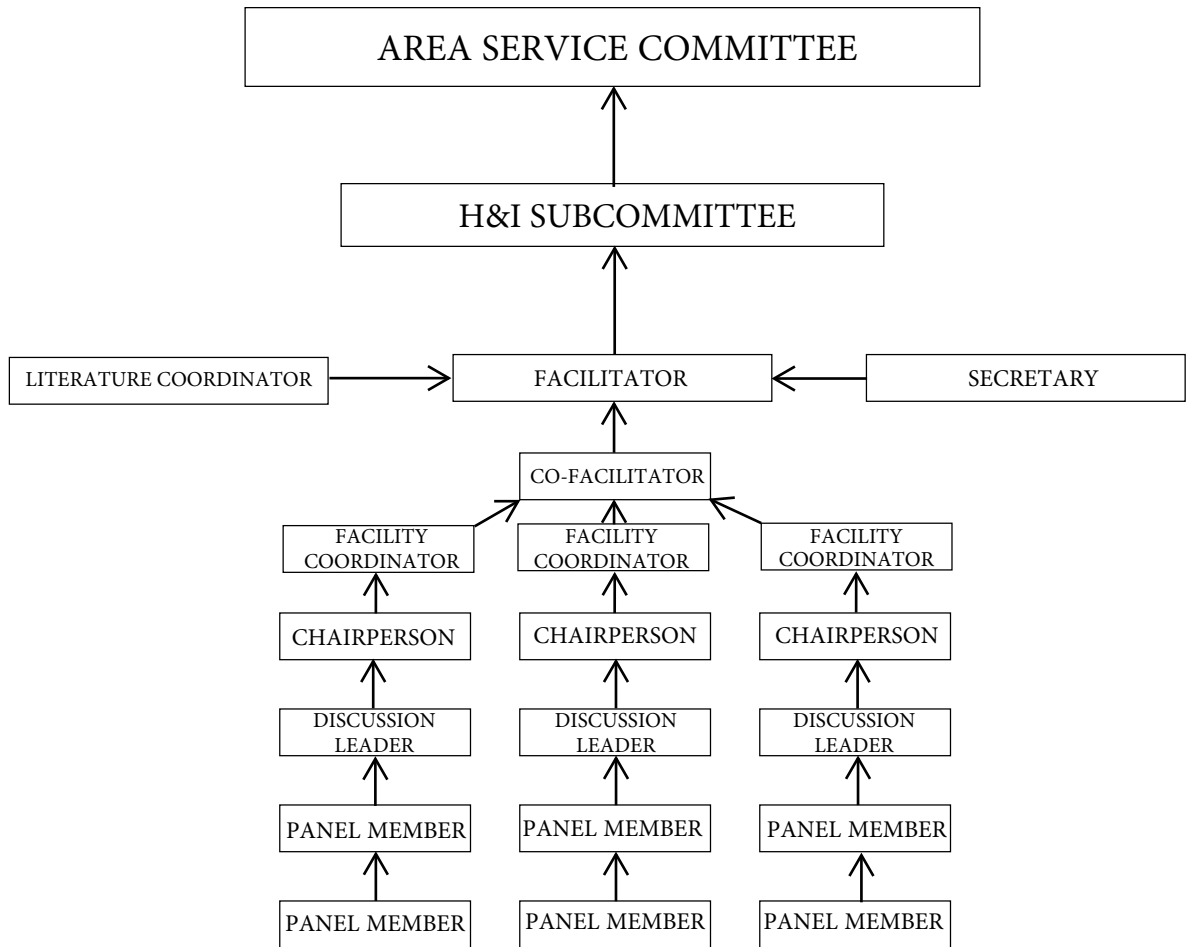 AREA SERVICE COMMITTEE
H&I SUBCOMMITTEE
LITERATURE COORDINATOR
FACILITATOR
SECRETARY
CO-FACILITATOR
FACILITY
COORDINATOR
FACILITY
COORDINATOR
FACILITY
COORDINATOR
CHAIRPERSON
CHAIRPERSON
CHAIRPERSON
DISCUSSION
LEADER
DISCUSSION
LEADER
DISCUSSION
LEADER
PANEL MEMBER
PANEL MEMBER
PANEL MEMBER
PANEL MEMBER
PANEL MEMBER
PANEL MEMBER